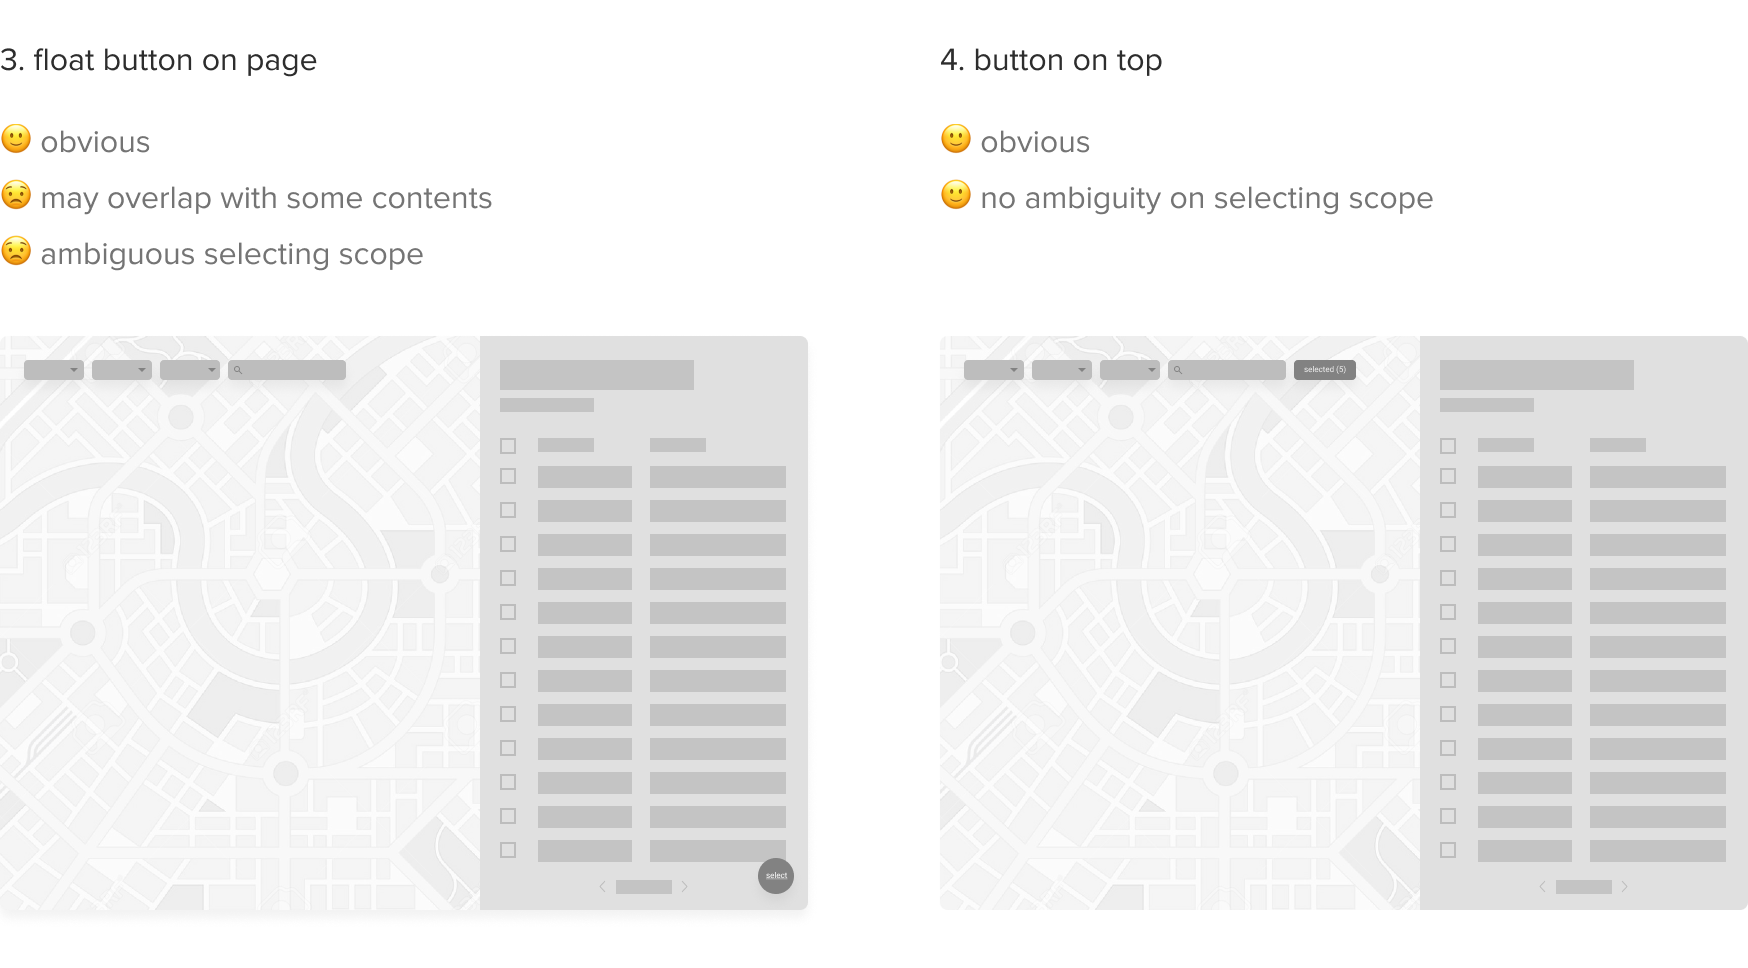 3. float button on page
🙂 obvious
😟 may overlap with some contents
😟 ambiguous selecting scope
select
4. button on top
🙂 obvious
🙂 no ambiguity on selecting scope
selected (5)